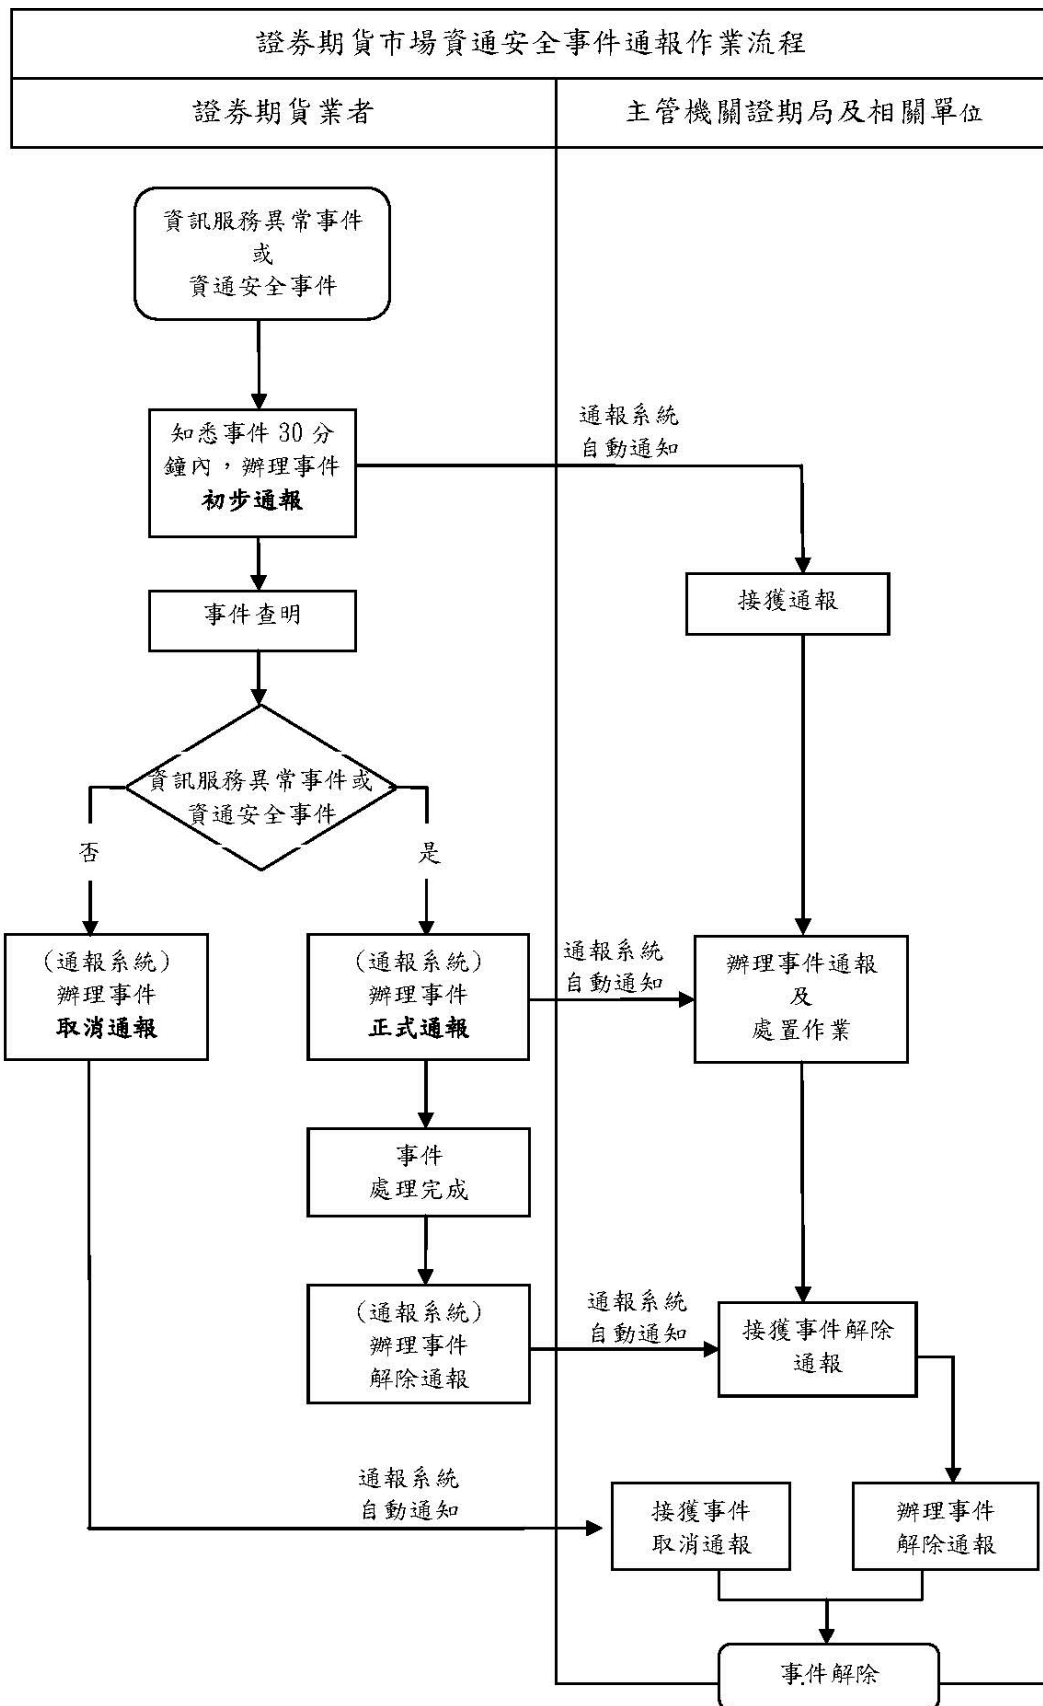 證券期貨市場資通安全事件通報作業流程
證券期貨業者
主管機關證期局及相關單位
資訊服務異常事件
或
資通安全事件
知悉事件 30 分
鐘內，辦理事件
初步通報
通報系統
自動通知
接獲通報
事件查明
資訊服務異常事件或
資通安全事件
否
是
（通報系統）
辦理事件
取消通報
（通報系統）
辦理事件
正式通報
通報系統
自動通知
辦理事件通報
及
處置作業
事件
處理完成
（通報系統）
辦理事件
解除通報
通報系統
自動通知
接獲事件解除
通報
通報系統
自動通知
接獲事件
取消通報
辦理事件
解除通報
事件解除